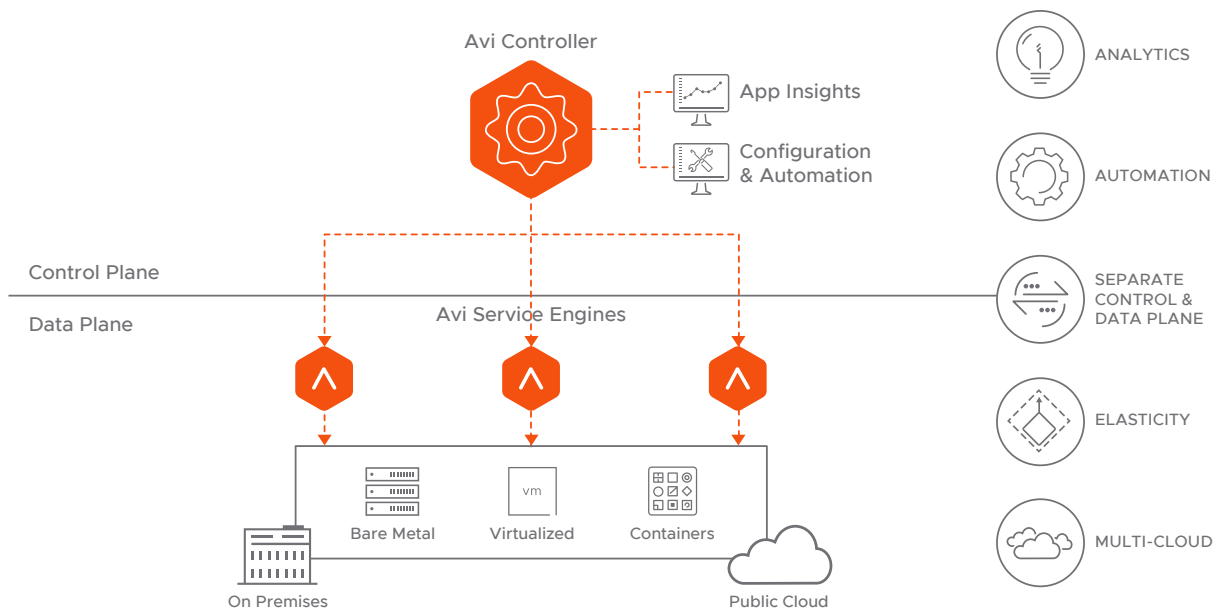 Avi Controller
App Insights
Configuration
& Automation
Control Plane
Data Plane
Avi Service Engines
vm
Bare Metal
Virtualized
Containers
On Premises
Public Cloud
ANALYTICS
AUTOMATION
SEPARATE
CONTROL &
DATA PLANE
ELASTICITY
MULTI-CLOUD